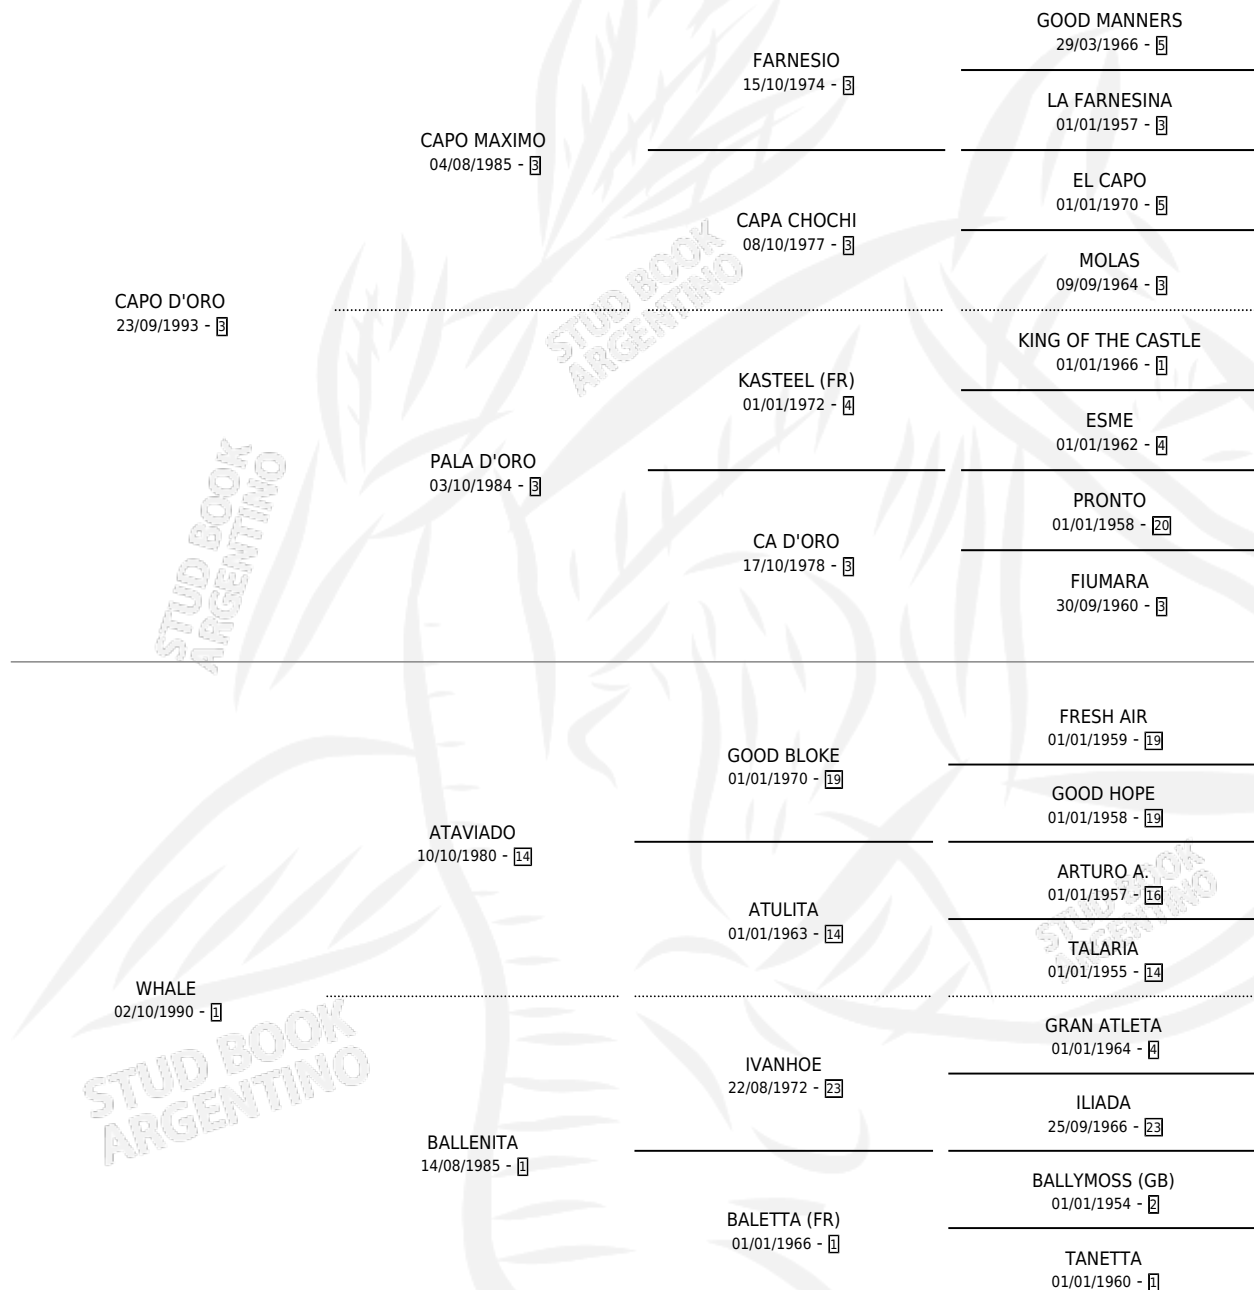 GOOD MANNERS
29/03/1966 - 5
FARNESIO
15/10/1974 - 3
LA FARNESINA
01/01/1957 - 3
CAPO MAXIMO
04/08/1985 - 3
EL CAPO
01/01/1970 - 5
CAPA CHOCHI
08/10/1977 - 3
MOLAS
09/09/1964 - 3
CAPO D'ORO
23/09/1993 - 3
STUD BOOK
ARGENTINO
KING OF THE CASTLE
01/01/1966 - 1
KASTEEL (FR)
01/01/1972 - 4
ESME
01/01/1962 - 4
PALA D'ORO
03/10/1984 - 3
PRONTO
01/01/1958 - 20
CA D'ORO
17/10/1978 - 3
FIUMARA
30/09/1960 - 3
STUD BOOK
ARGENTINO
FRESH AIR
01/01/1959 - 19
GOOD BLOKE
01/01/1970 - 19
GOOD HOPE
01/01/1958 - 19
ATAVIADO
10/10/1980 - 14
ARTURO A.
01/01/1957 - 16
ATULITA
01/01/1963 - 14
TALARIA
01/01/1955 - 14
STUD BOOK
ARGENTINO
WHALE
02/10/1990 - 1
STUD BOOK
ARGENTINO
GRAN ATLETA
01/01/1964 - 4
IVANHOE
22/08/1972 - 23
ILIADA
25/09/1966 - 23
BALLENITA
14/08/1985 - 1
BALLYMOSS (GB)
01/01/1954 - 2
BALETTA (FR)
01/01/1966 - 1
TANETTA
01/01/1960 - 1